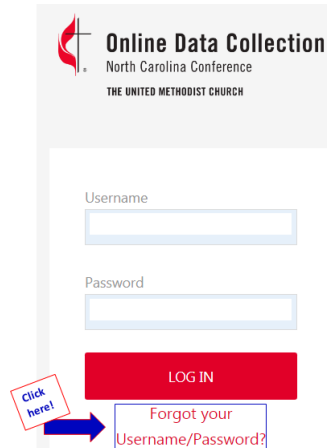 Online Data Collection
North Carolina Conference
THE UNITED METHODIST CHURCH
Username
Password
LOG IN
Click
here!
Forgot your
Username/Password?